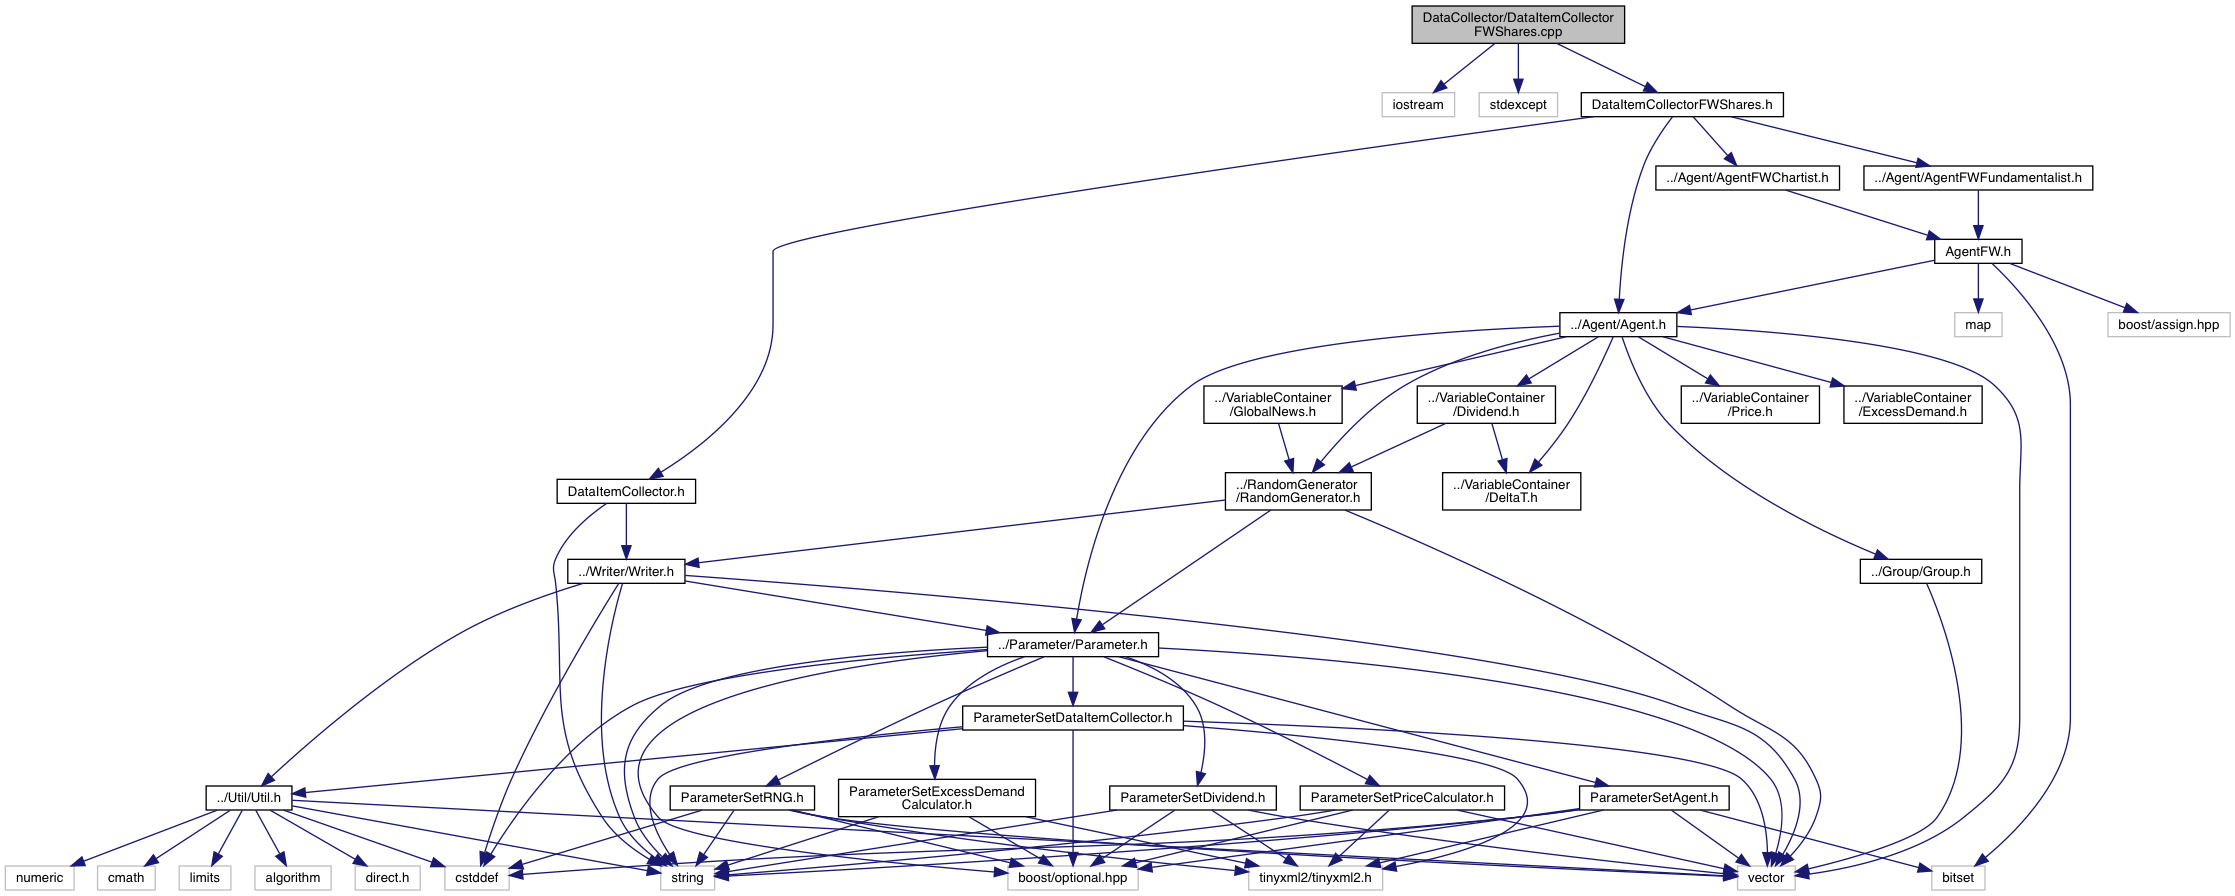 DataCollector/DataItemCollector
FWShares.cpp
iostream
stdexcept
DataItemCollectorFWShares.h
../Agent/AgentFWChartist.h
../Agent/AgentFWFundamentalist.h
AgentFW.h
../Agent/Agent.h
map
boost/assign.hpp
../VariableContainer
/GlobalNews.h
../VariableContainer
/Dividend.h
../VariableContainer
/Price.h
../VariableContainer
/ExcessDemand.h
DataItemCollector.h
../RandomGenerator
/RandomGenerator.h
../VariableContainer
/DeltaT.h
../Writer/Writer.h
../Group/Group.h
../Parameter/Parameter.h
ParameterSetDataItemCollector.h
../Util/Util.h
ParameterSetRNG.h
ParameterSetExcessDemand
Calculator.h
ParameterSetDividend.h
ParameterSetPriceCalculator.h
ParameterSetAgent.h
numeric
cmath
limits
algorithm
direct.h
cstddef
string
boost/optional.hpp
tinyxml2/tinyxml2.h
vector
bitset